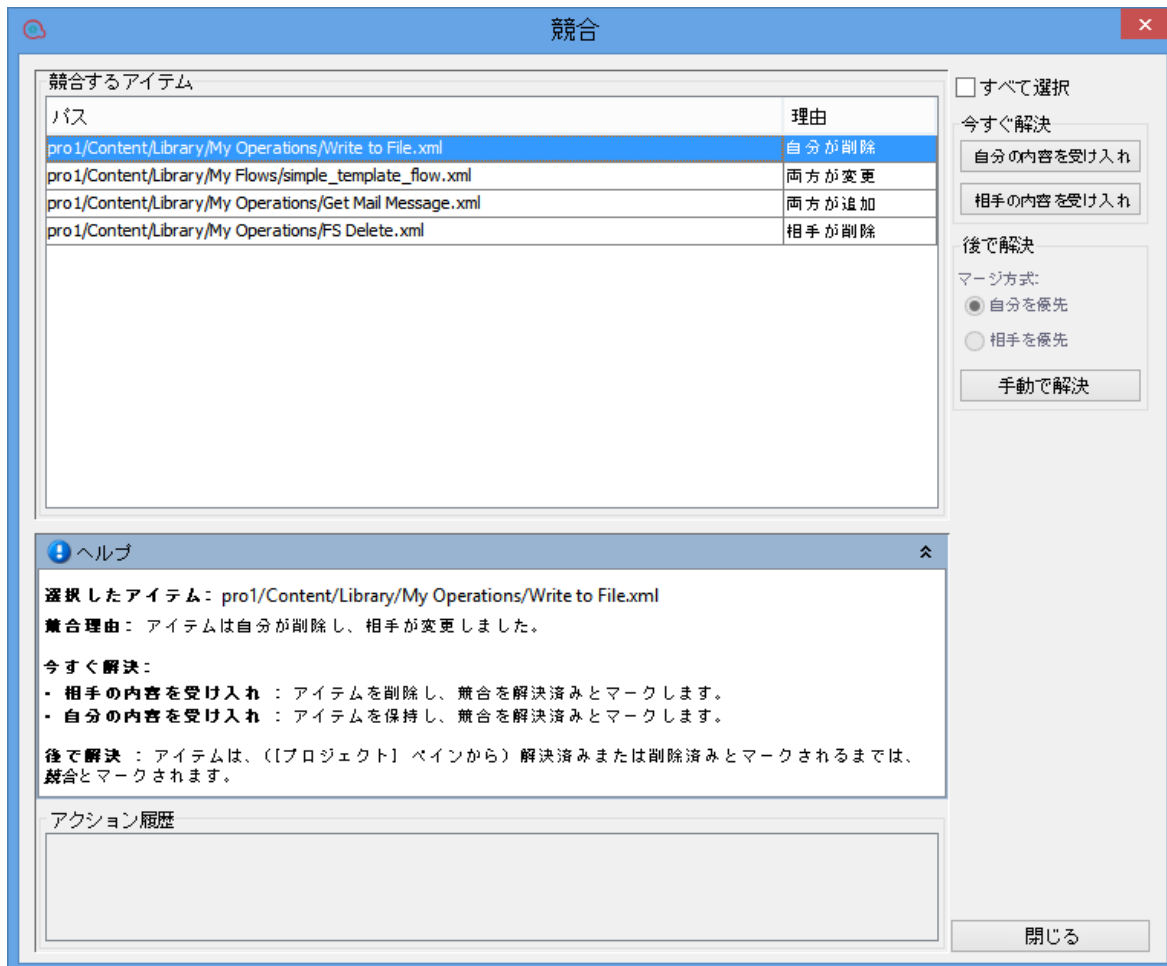 競合
競合するアイテム
パス 理由
pro1/Content/Library/My Operations/Write to File.xml 自分が削除
pro1/Content/Library/My Flows/simple_template_flow.xml 両方が変更
pro1/Content/Library/My Operations/Get Mail Message.xml 両方が追加
pro1/Content/Library/My Operations/FS Delete.xml 相手が削除
すべて選択
今すぐ解決
自分の内容を受け入れ
相手の内容を受け入れ
後で解決
マージ方式:
自分を優先
相手を優先
手動で解決
ヘルプ
選択したアイテム: pro1/Content/Library/My Operations/Write to File.xml
競合理由: アイテムは自分が削除し、相手が変更しました。
今すぐ解決:
- 相手の内容を受け入れ : アイテムを削除し、競合を解決済みとマークします。
- 自分の内容を受け入れ : アイテムを保持し、競合を解決済みとマークします。
後で解決 : アイテムは、([プロジェクト] ペインから) 解決済みまたは削除済みとマークされるまでは、
競合とマークされます。
アクション履歴
閉じる